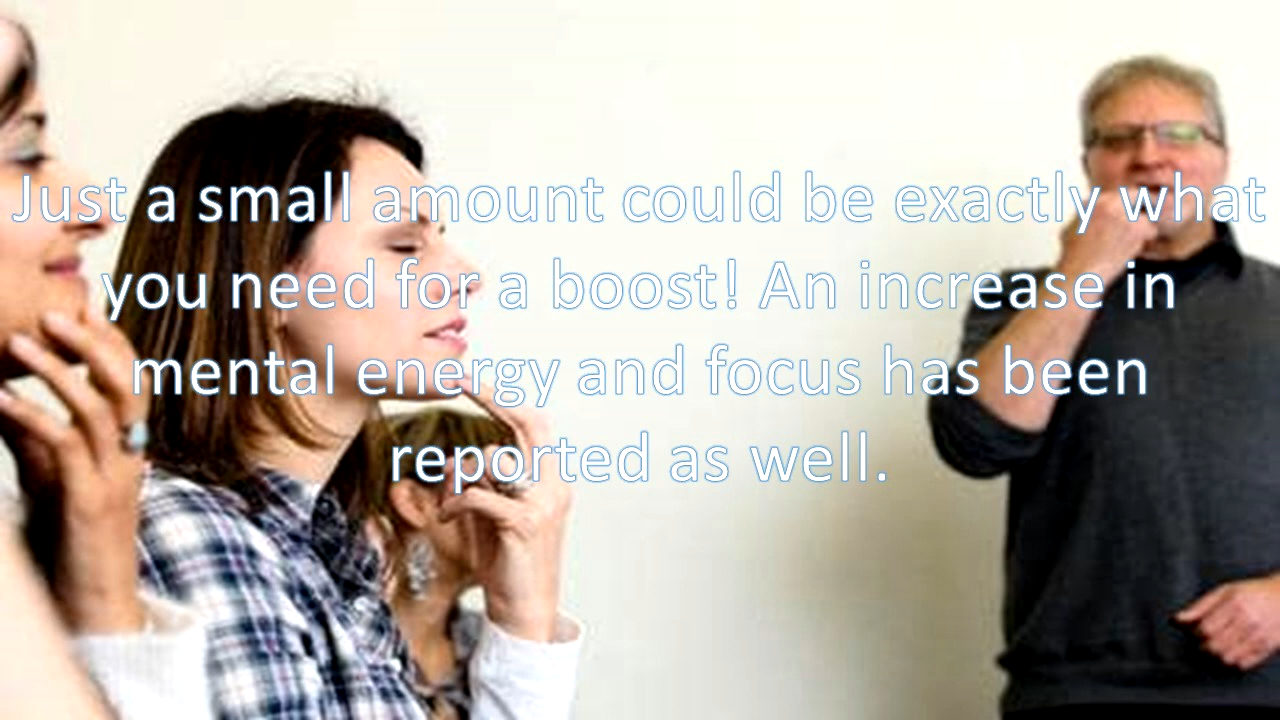 Just a small amount could be exactly what
you need for a boost! An increase in
mental energy and focus has been
reported as well.